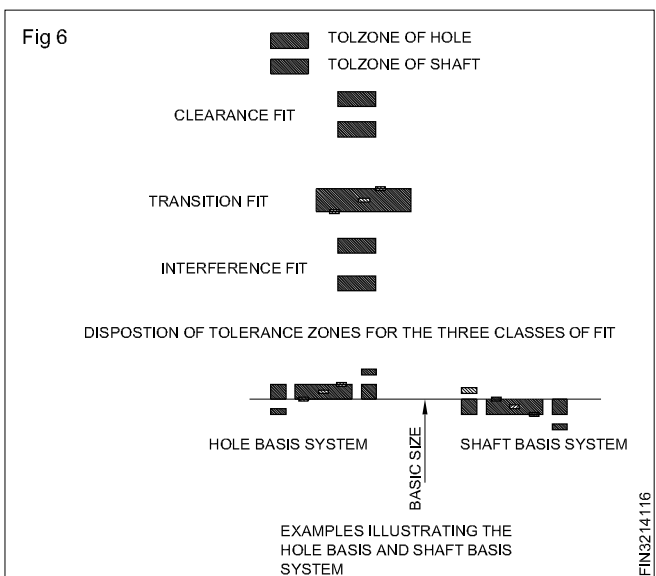 Fig 6
TOLZONE OF HOLE
TOLZONE OF SHAFT
CLEARANCE FIT
TRANSITION FIT
INTERFERENCE FIT
DISPOSTION OF TOLERANCE ZONES FOR THE THREE CLASSES OF FIT
HOLE BASIS SYSTEM
BASIC SIZE
SHAFT BASIS SYSTEM
EXAMPLES ILLUSTRATING THE
HOLE BASIS AND SHAFT BASIS
SYSTEM
FIN3214116